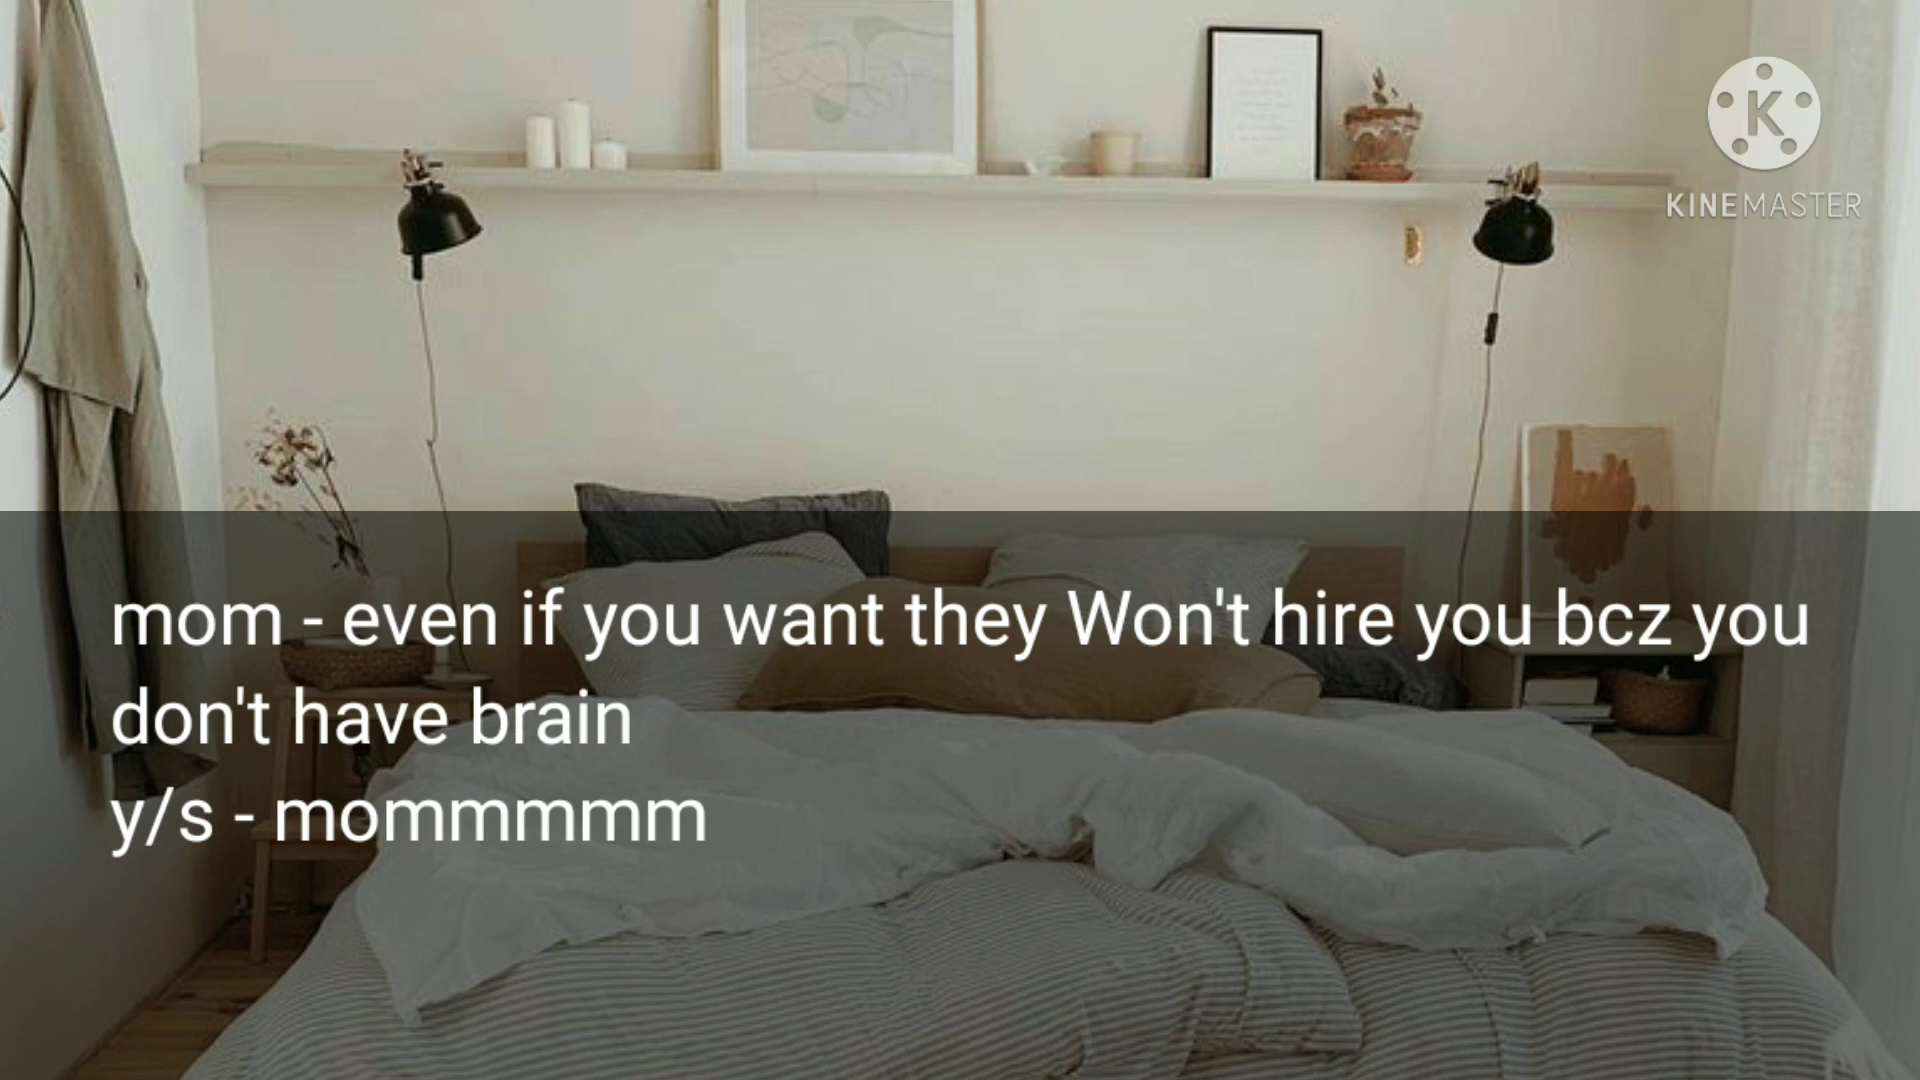 K
KINEMASTER
mom - even if you want they Won't hire you bcz you
don't have brain
y/s - mommmmm